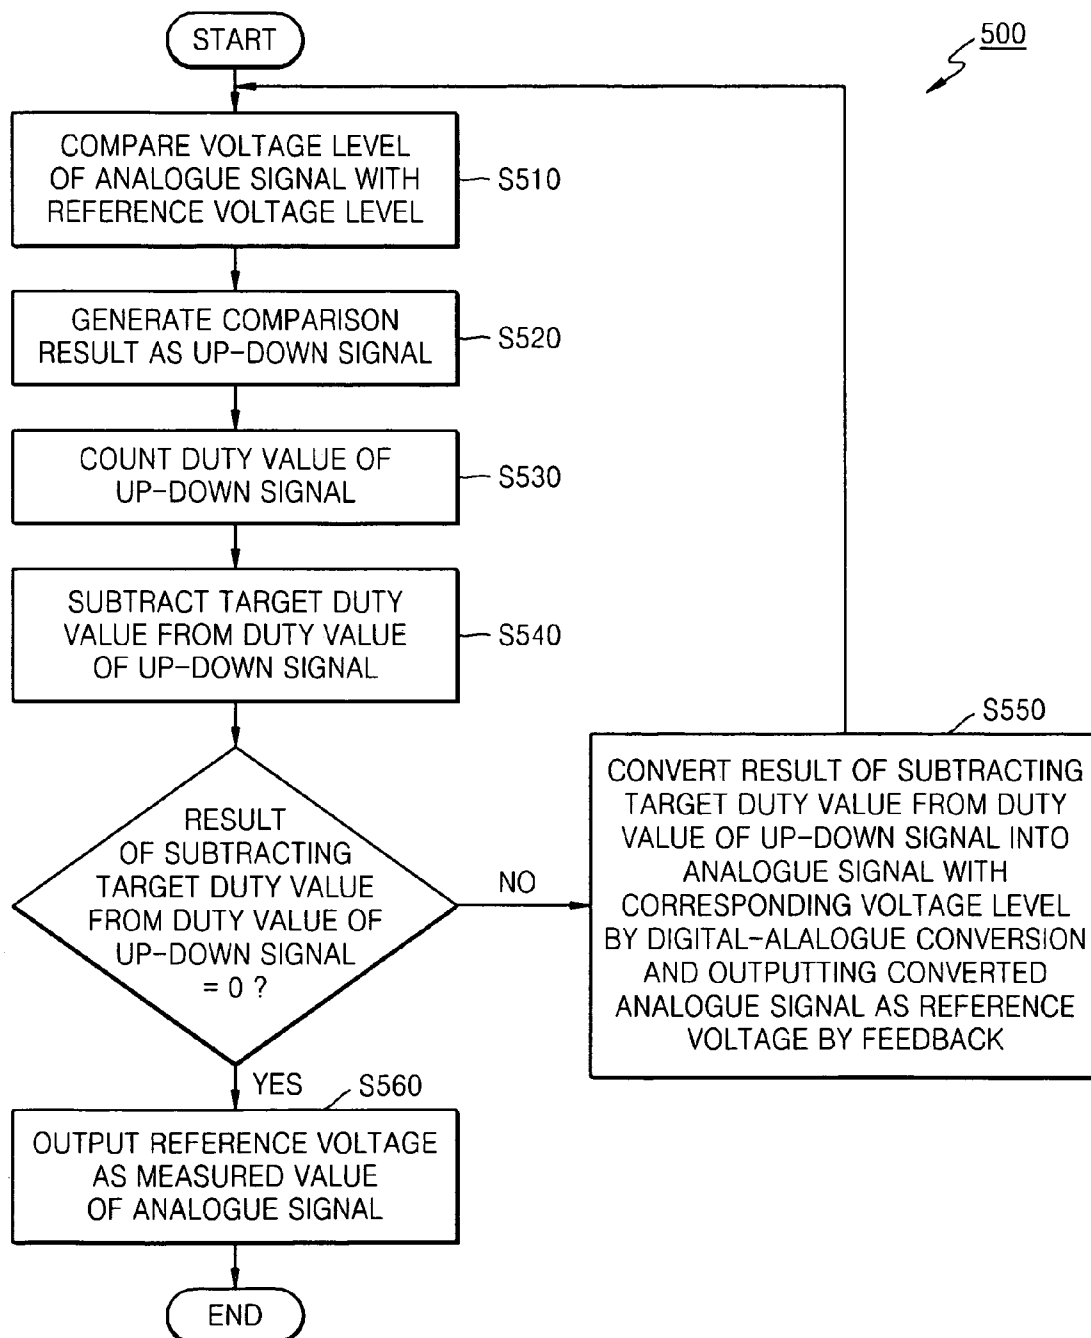 START
500
COMPARE VOLTAGE LEVEL
OF ANALOGUE SIGNAL WITH
REFERENCE VOLTAGE LEVEL
S510
GENERATE COMPARISON
RESULT AS UP-DOWN SIGNAL
S520
COUNT DUTY VALUE OF
UP-DOWN SIGNAL
S530
SUBTRACT TARGET DUTY
VALUE FROM DUTY VALUE
OF UP-DOWN SIGNAL
S540
RESULT
OF SUBTRACTING
TARGET DUTY VALUE
FROM DUTY VALUE OF
UP-DOWN SIGNAL
= 0 ?
NO
S550
CONVERT RESULT OF SUBTRACTING
TARGET DUTY VALUE FROM DUTY
VALUE OF UP-DOWN SIGNAL INTO
ANALOGUE SIGNAL WITH
CORRESPONDING VOLTAGE LEVEL
BY DIGITAL-ALALOGUE CONVERSION
AND OUTPUTTING CONVERTED
ANALOGUE SIGNAL AS REFERENCE
VOLTAGE BY FEEDBACK
YES
S560
OUTPUT REFERENCE VOLTAGE
AS MEASURED VALUE
OF ANALOGUE SIGNAL
END